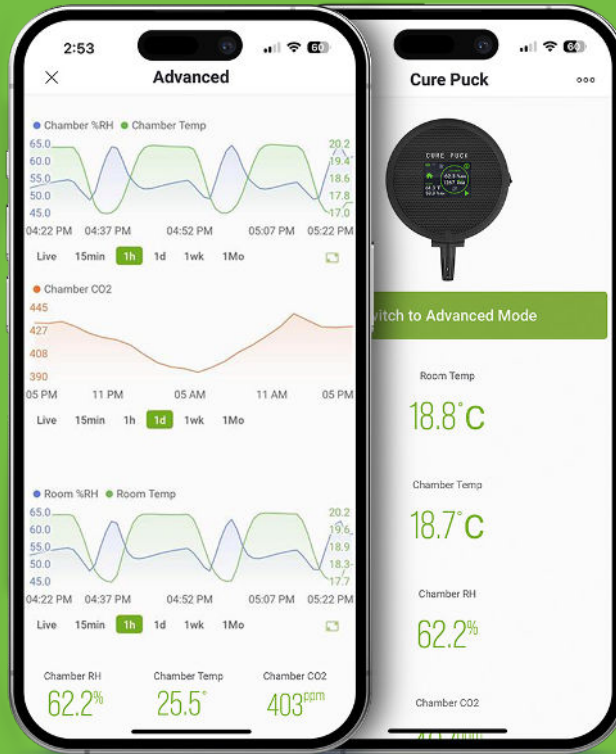 2:53
60
Advanced
Chamber %RH Chamber Temp
65.0 20.2
60.0 19.4
55.0 18.6
50.0 17.8
45.0 17.0
04:22 PM 04:37 PM 04:52 PM 05:07 PM 05:22 PM
Live 15min 1h 1d 1wk 1Mo
Chamber CO2
445
427
408
390
05 PM 11 PM 05 AM 11 AM 05 PM
Live 15min 1h 1d 1wk 1Mo
Room %RH Room Temp
65.0 20.2
60.0 19.6
55.0 18.9
50.0 18.3
45.0 17.7
04:22 PM 04:37 PM 04:52 PM 05:07 PM 05:22 PM
Live 15min 1h 1d 1wk 1Mo
Chamber RH Chamber Temp Chamber CO2
62.2% 25.5° 403ppm
60
Cure Puck
CURE PUCK
to Advanced Mode
Room Temp
18.8°C
Chamber Temp
18.7°C
Chamber RH
62.2%
Chamber CO2